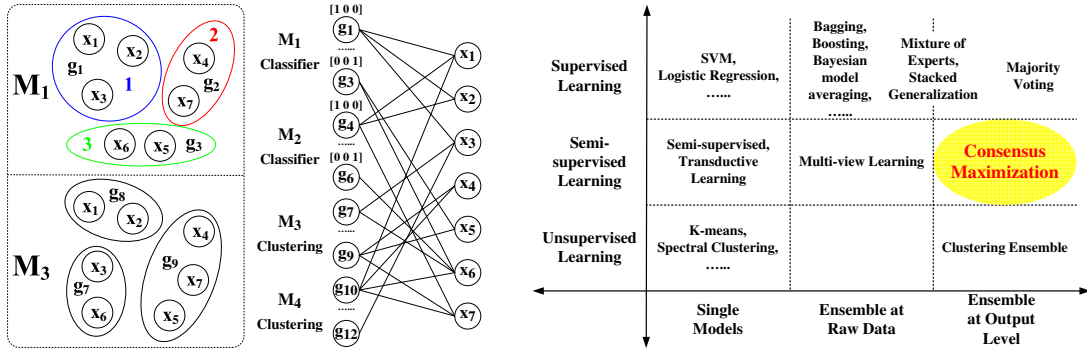 M1
x1
x2
g1
1
x3
2
x4
g2
x7
3
x6
x5
g3
M3
g8
x1
x2
x3
g7
x6
x4
g9
x7
x5
M1
Classifier
M2
Classifier
M3
Clustering
M4
Clustering
[1 0 0]
g1
......
[0 0 1]
g3
[1 0 0]
g4
......
[0 0 1]
g6
g7
......
g9
g10
......
g12
x1
x2
x3
x4
x5
x6
x7
Supervised
Learning
SVM,
Logistic Regression,
......
Bagging,
Boosting,
Bayesian
model
averaging,
......
Mixture of
Experts,
Stacked
Generalization
Majority
Voting
Semi-
supervised
Learning
Semi-supervised,
Transductive
Learning
Multi-view Learning
Consensus
Maximization
Unsupervised
Learning
K-means,
Spectral Clustering,
......
Clustering Ensemble
Single
Models
Ensemble at
Raw Data
Ensemble
at Output
Level